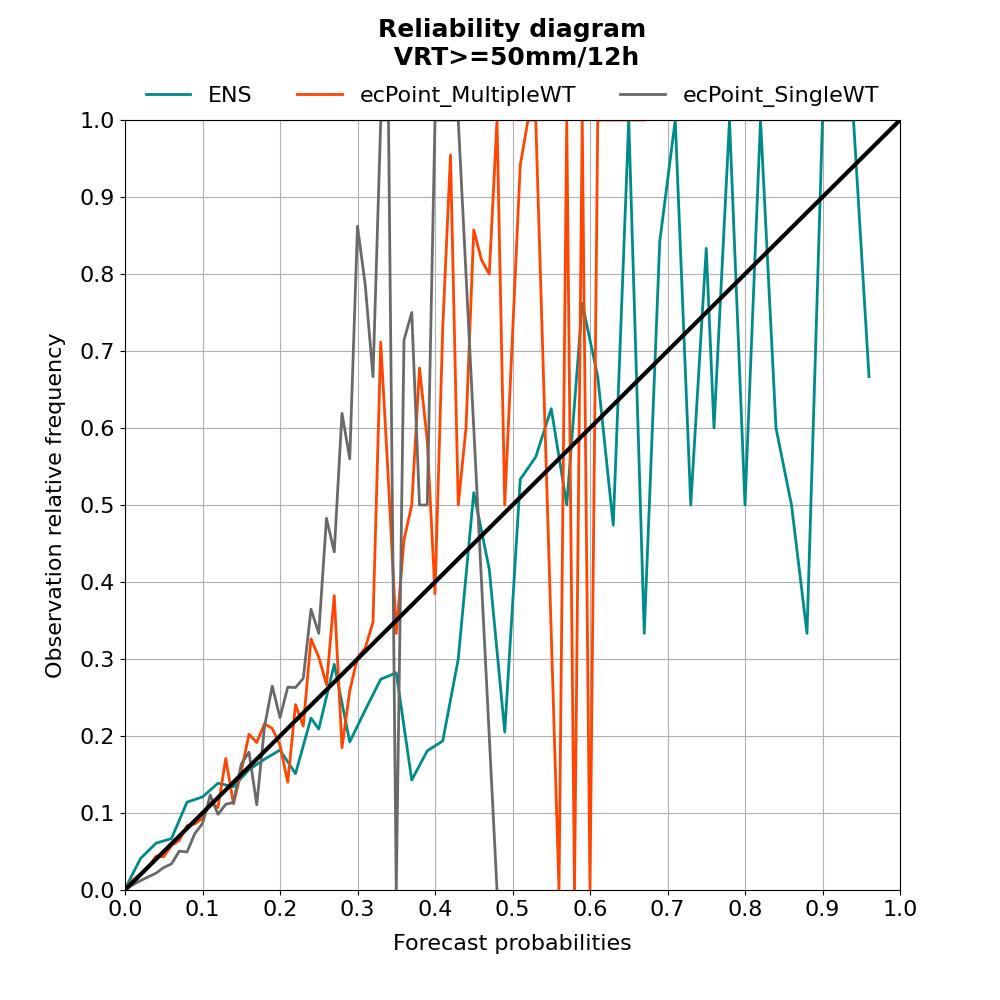 Reliability diagram
VRT>=50mm/12h
ENS ecPoint_MultipleWT ecPoint_SingleWT
1.0
0.9
0.8
0.7
0.6
0.5
0.4
0.3
0.2
0.1
0.0
Observation relative frequency
0.0 0.1 0.2 0.3 0.4 0.5 0.6 0.7 0.8 0.9 1.0
Forecast probabilities